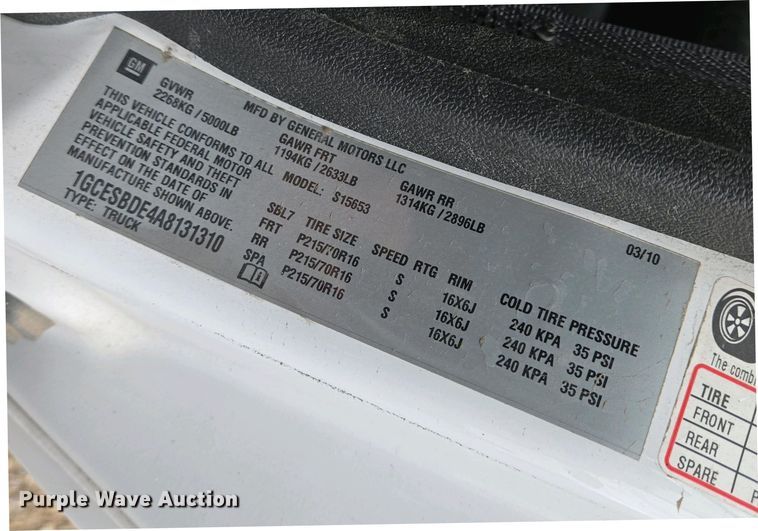 GM
MFD BY GENERAL MOTORS LLC
03/10
GVWR
2268KG / 5000LB
GAWR FRT
1194KG / 2633LB
GAWR RR
1314KG / 2896LB
THIS VEHICLE CONFORMS TO ALL
APPLICABLE FEDERAL MOTOR
VEHICLE SAFETY AND THEFT
PREVENTION STANDARDS IN
EFFECT ON THE DATE OF
MANUFACTURE SHOWN ABOVE.
1GCESBDE4A8131310
TYPE: TRUCK
MODEL: S15653
SBL7 TIRE SIZE SPEED RTG RIM COLD TIRE PRESSURE
FRT P215/70R16 S 16X6J 240 KPA 35 PSI
RR P215/70R16 S 16X6J 240 KPA 35 PSI
SPA P215/70R16 S 16X6J 240 KPA 35 PSI
The combi
TIRE
FRONT
REAR
SPARE
P
Purple Wave Auction